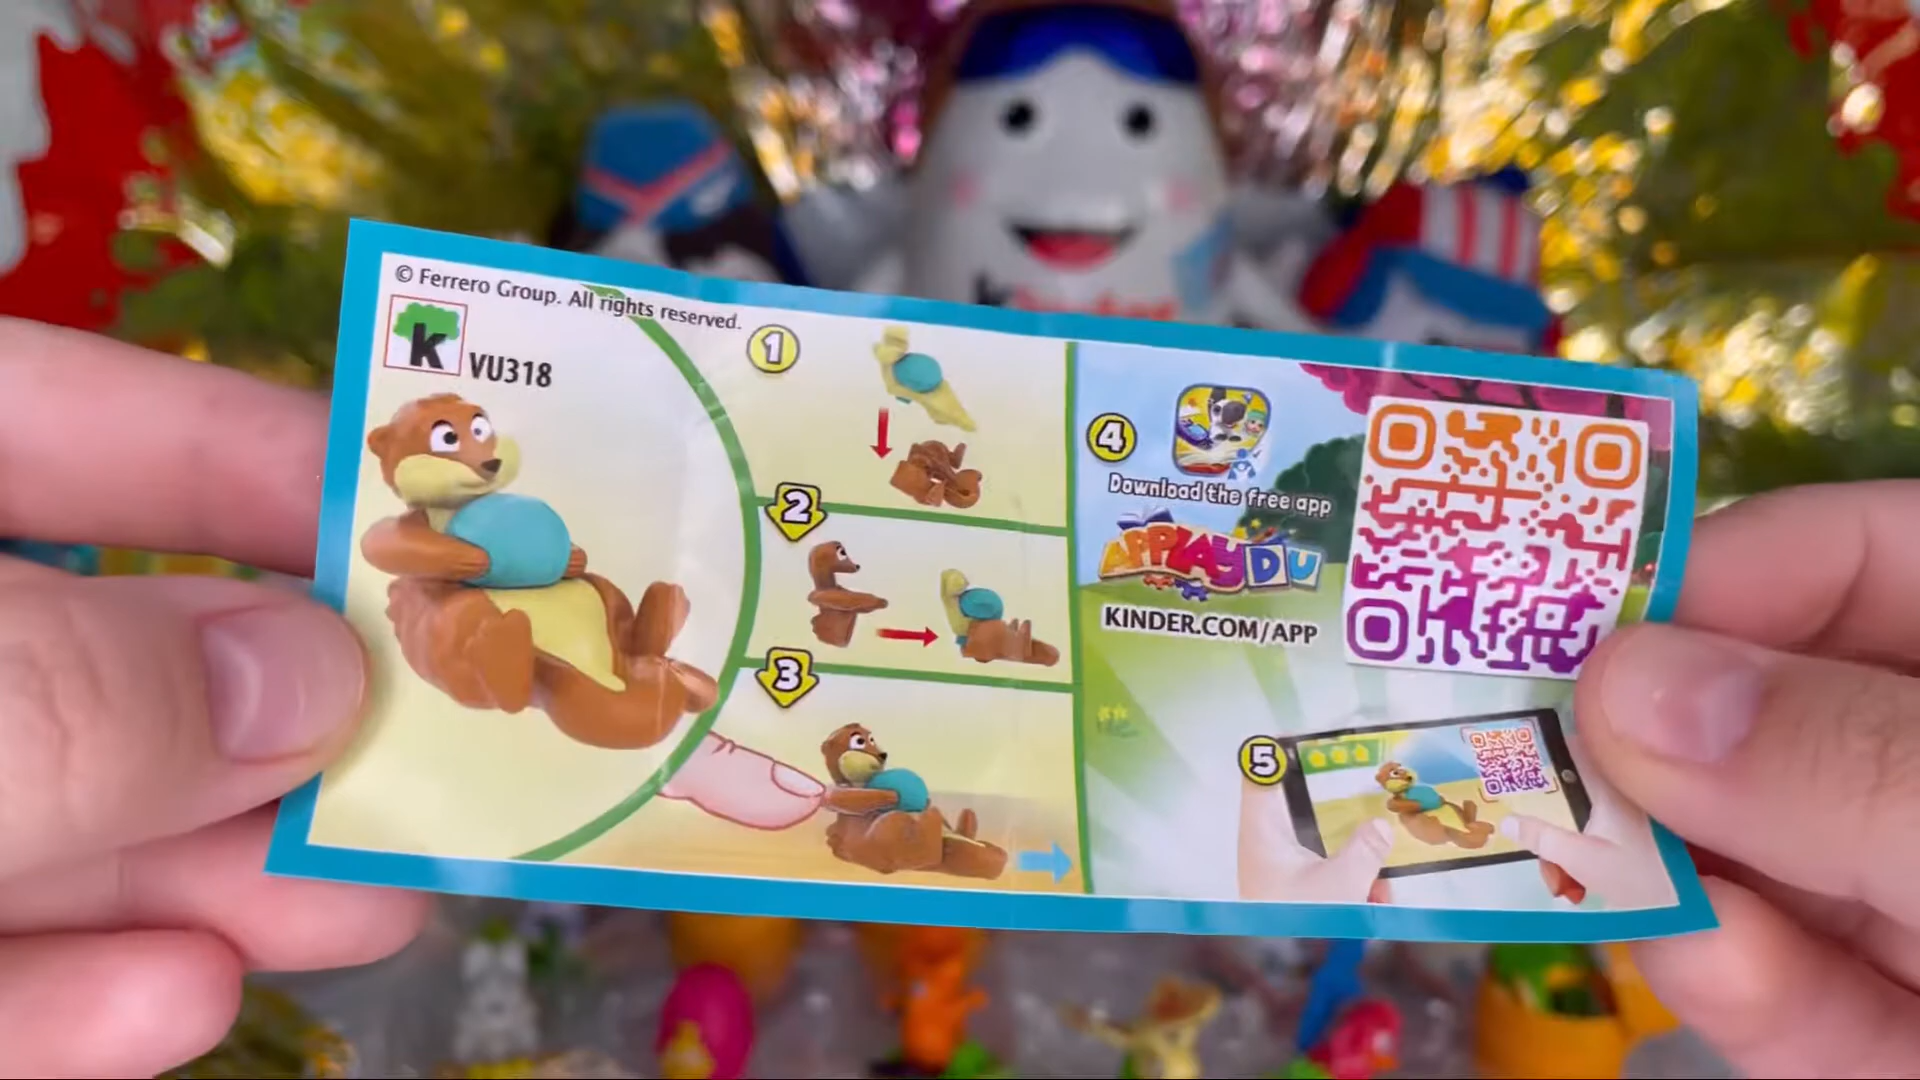 © Ferrero Group. All rights reserved.
k
VU318
1
2
3
4
Download the free app
APPLAYDU
KINDER.COM/APP
5